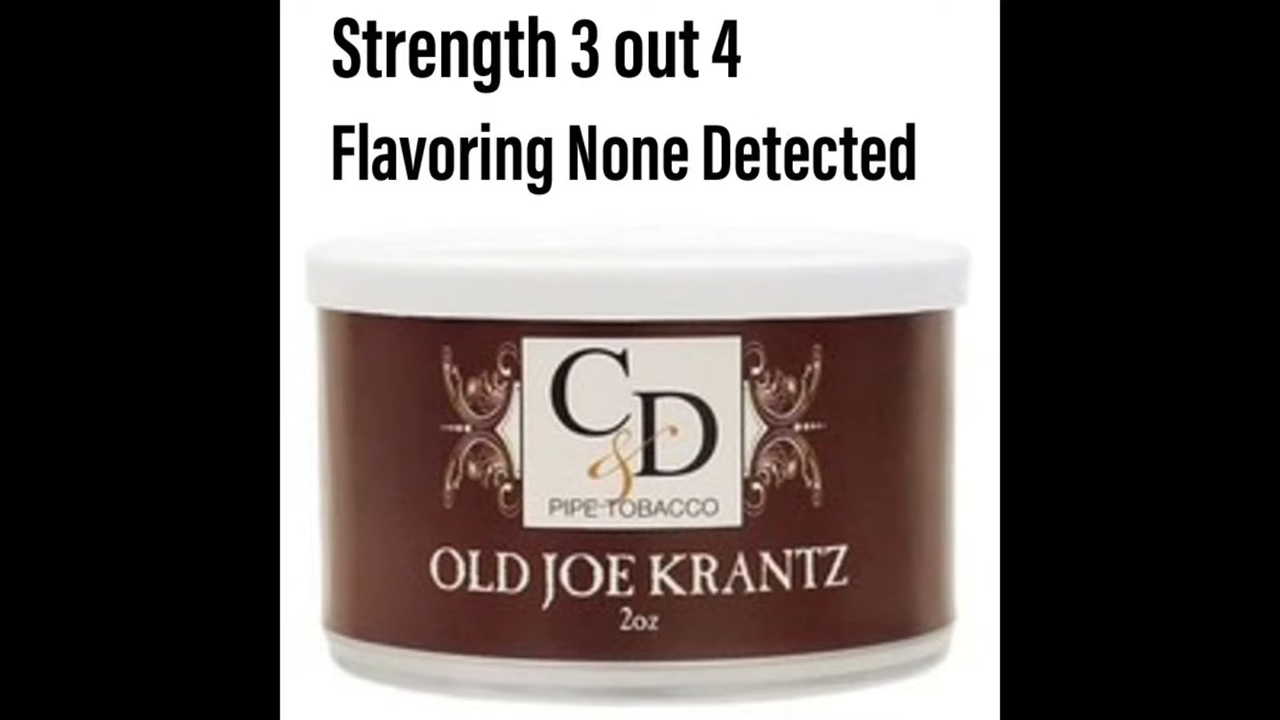 Strength 3 out 4
Flavoring None Detected
C&D
PIPE TOBACCO
OLD JOE KRANTZ
2oz